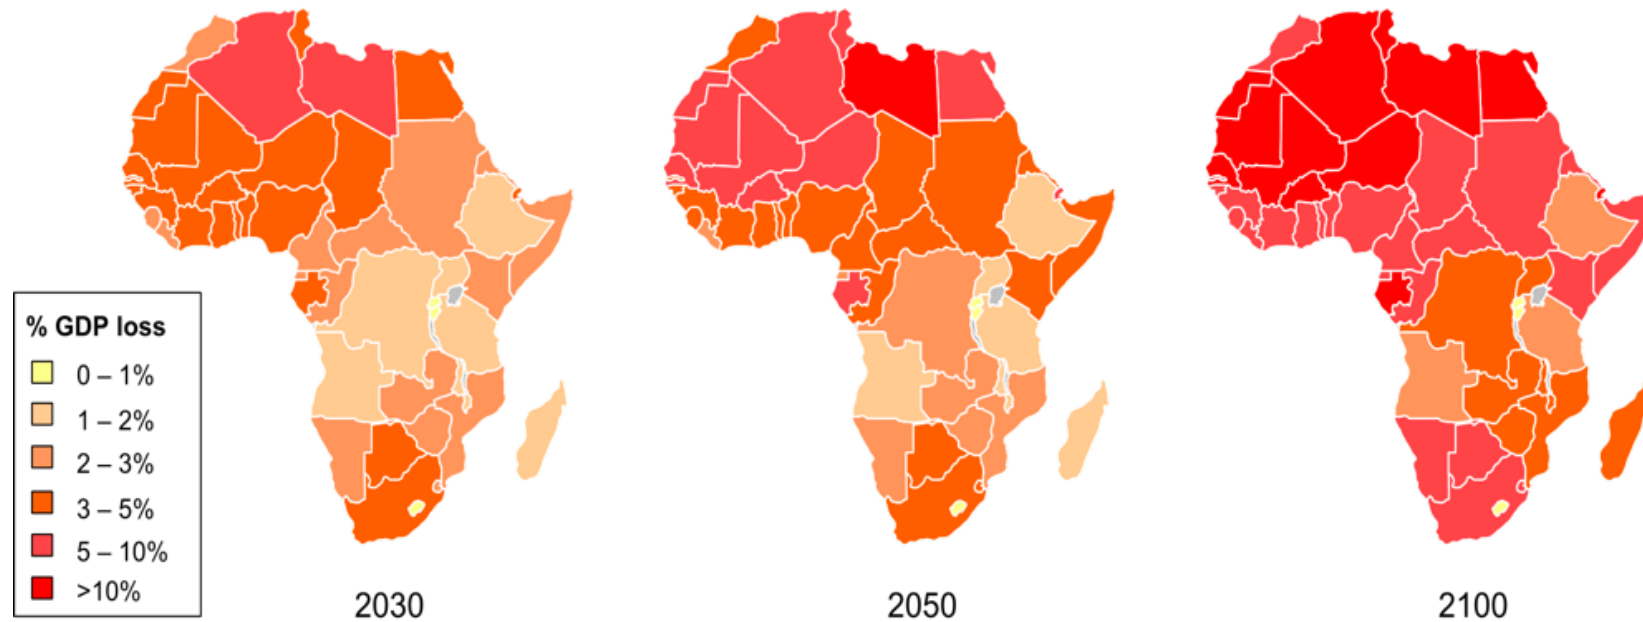 % GDP loss
0 – 1%
1 – 2%
2 – 3%
3 – 5%
5 – 10%
>10%
2030
2050
2100